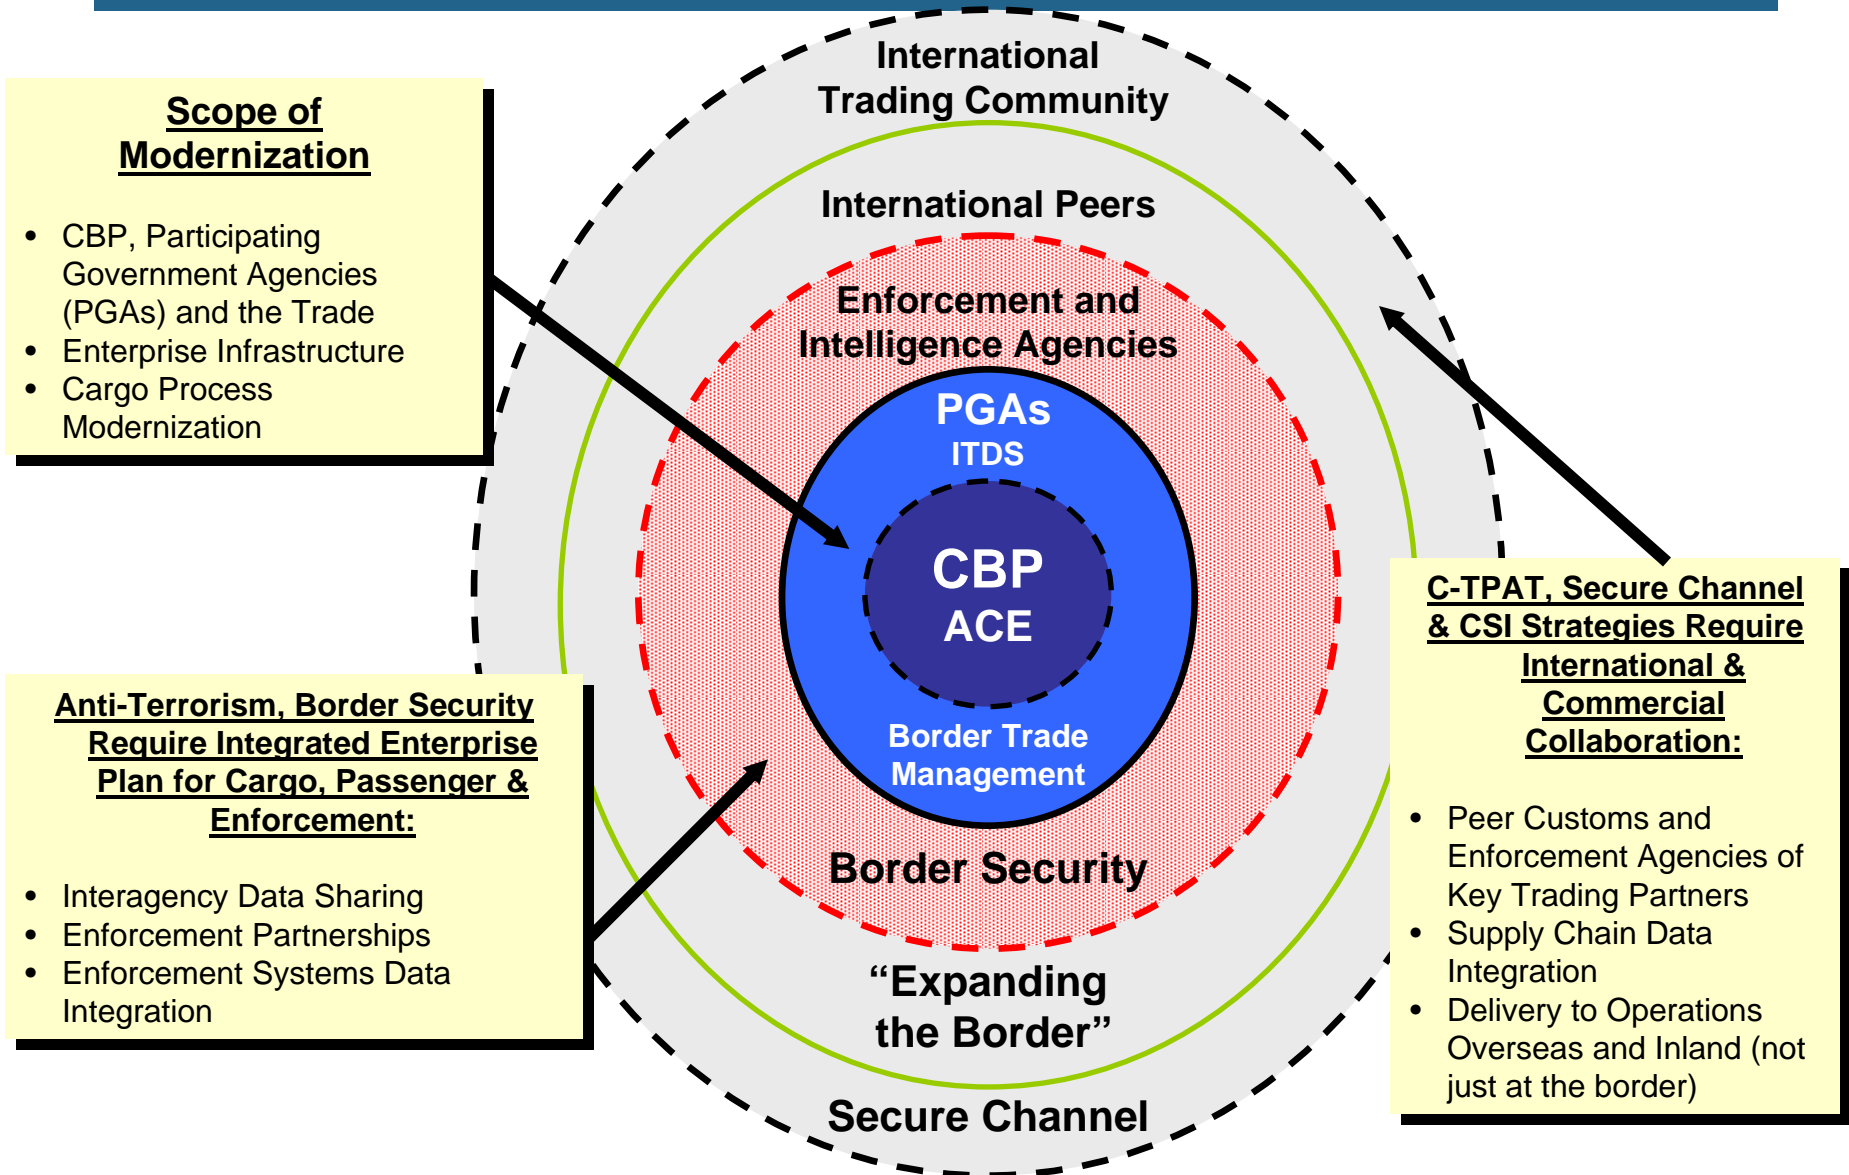 International
Trading Community
Scope of
Modernization
• CBP, Participating
Government Agencies
(PGAs) and the Trade
• Enterprise Infrastructure
• Cargo Process
Modernization
International Peers
Enforcement and
Intelligence Agencies
PGAs
ITDS
CBP
ACE
Border Trade
Management
Border Security
“Expanding
the Border”
Secure Channel
Anti-Terrorism, Border Security
Require Integrated Enterprise
Plan for Cargo, Passenger &
Enforcement:
• Interagency Data Sharing
• Enforcement Partnerships
• Enforcement Systems Data
Integration
C-TPAT, Secure Channel
& CSI Strategies Require
International &
Commercial
Collaboration:
• Peer Customs and
Enforcement Agencies of
Key Trading Partners
• Supply Chain Data
Integration
• Delivery to Operations
Overseas and Inland (not
just at the border)